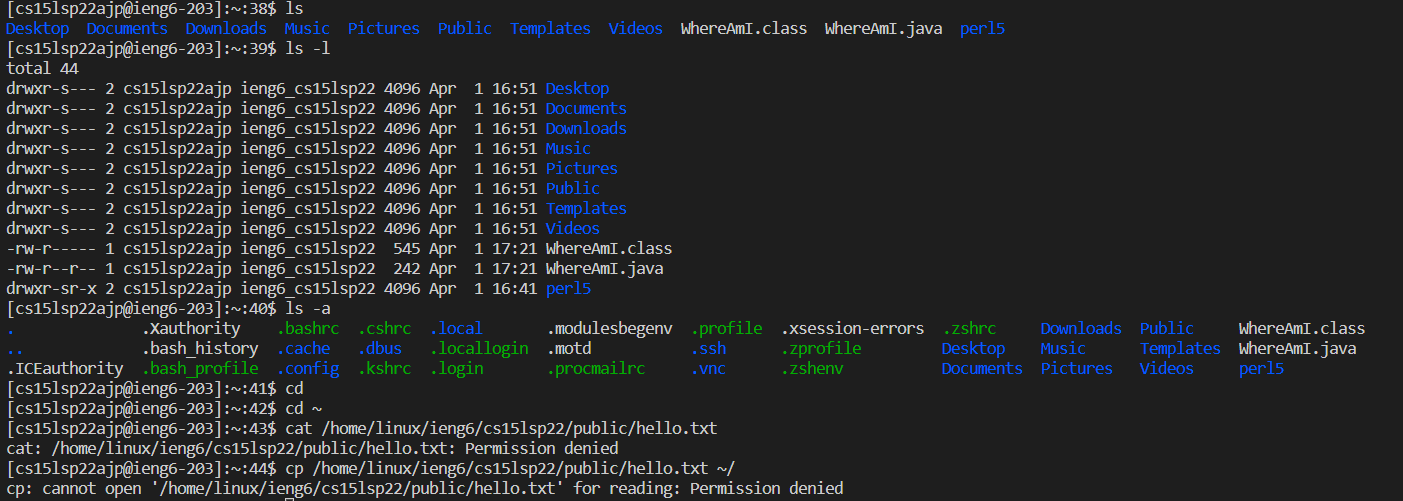 [cs15lsp22ajp@ieng6-203]:~:38$ ls
Desktop  Documents  Downloads  Music  Pictures  Public  Templates  Videos  WhereAmI.class  WhereAmI.java  perl5
[cs15lsp22ajp@ieng6-203]:~:39$ ls -l
total 44
drwxr-s--- 2 cs15lsp22ajp ieng6_cs15lsp22 4096 Apr  1 16:51 Desktop
drwxr-s--- 2 cs15lsp22ajp ieng6_cs15lsp22 4096 Apr  1 16:51 Documents
drwxr-s--- 2 cs15lsp22ajp ieng6_cs15lsp22 4096 Apr  1 16:51 Downloads
drwxr-s--- 2 cs15lsp22ajp ieng6_cs15lsp22 4096 Apr  1 16:51 Music
drwxr-s--- 2 cs15lsp22ajp ieng6_cs15lsp22 4096 Apr  1 16:51 Pictures
drwxr-s--- 2 cs15lsp22ajp ieng6_cs15lsp22 4096 Apr  1 16:51 Public
drwxr-s--- 2 cs15lsp22ajp ieng6_cs15lsp22 4096 Apr  1 16:51 Templates
drwxr-s--- 2 cs15lsp22ajp ieng6_cs15lsp22 4096 Apr  1 16:51 Videos
-rw-r----- 1 cs15lsp22ajp ieng6_cs15lsp22  545 Apr  1 17:21 WhereAmI.class
-rw-r--r-- 1 cs15lsp22ajp ieng6_cs15lsp22  242 Apr  1 17:21 WhereAmI.java
drwxr-sr-x 2 cs15lsp22ajp ieng6_cs15lsp22 4096 Apr  1 16:41 perl5
[cs15lsp22ajp@ieng6-203]:~:40$ ls -a
.  .Xauthority  .bashrc  .cshrc  .local  .modulesbegenv  .profile  .xsession-errors  .zshrc  Downloads  Public  WhereAmI.class
..  .bash_history  .cache  .dbus  .locallogin  .motd  .ssh  .zprofile  Desktop  Music  Templates  WhereAmI.java
.ICEauthority  .bash_profile  .config  .kshrc  .login  .procmailrc  .vnc  .zshenv  Documents  Pictures  Videos  perl5
[cs15lsp22ajp@ieng6-203]:~:41$ cd
[cs15lsp22ajp@ieng6-203]:~:42$ cd ~
[cs15lsp22ajp@ieng6-203]:~:43$ cat /home/linux/ieng6/cs15lsp22/public/hello.txt
cat: /home/linux/ieng6/cs15lsp22/public/hello.txt: Permission denied
[cs15lsp22ajp@ieng6-203]:~:44$ cp /home/linux/ieng6/cs15lsp22/public/hello.txt ~/
cp: cannot open '/home/linux/ieng6/cs15lsp22/public/hello.txt' for reading: Permission denied